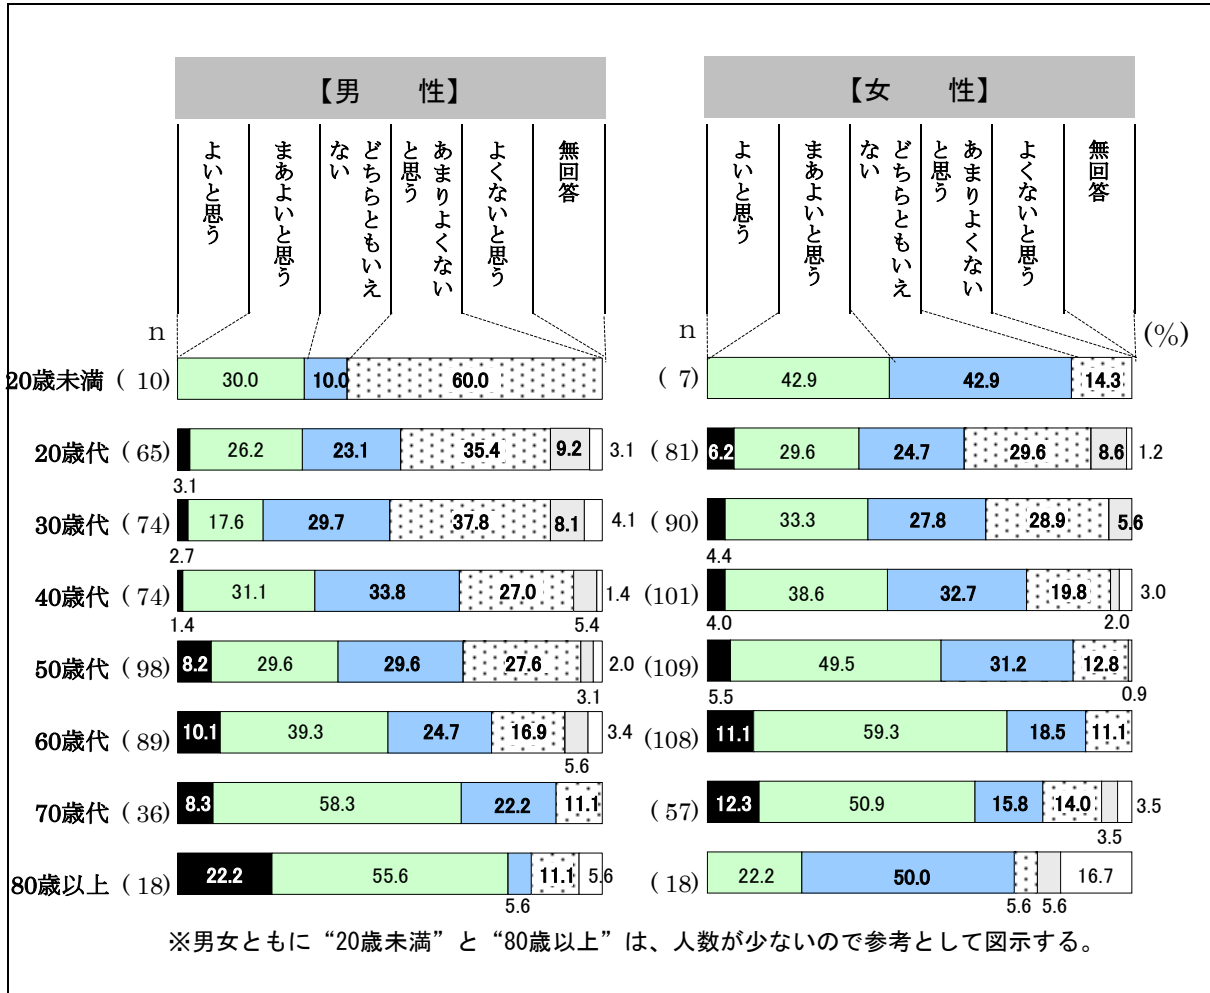 【男　　性】
【女　　性】
よいと思う
まあよいと思う
どちらともいえ
ない
あまりよくない
と思う
よくないと思う
無回答
よいと思う
まあよいと思う
どちらともいえ
ない
あまりよくない
と思う
よくないと思う
無回答
n
n
(%)
20歳未満 ( 10) 30.0 10.0 60.0 ( 7) 42.9 42.9 14.3
20歳代 ( 65) 26.2 23.1 35.4 9.2 3.1 (81) 6.2 29.6 24.7 29.6 8.6 1.2
3.1
30歳代 ( 74) 17.6 29.7 37.8 8.1 4.1 ( 90) 33.3 27.8 28.9 5.6
2.7 4.4
40歳代 ( 74) 31.1 33.8 27.0 1.4 (101) 38.6 32.7 19.8 3.0
1.4 5.4 4.0 2.0
50歳代 ( 98) 8.2 29.6 29.6 27.6 2.0 (109) 49.5 31.2 12.8
3.1 5.5 0.9
60歳代 ( 89) 10.1 39.3 24.7 16.9 3.4 (108) 11.1 59.3 18.5 11.1
5.6
70歳代 ( 36) 8.3 58.3 22.2 11.1 (57) 12.3 50.9 15.8 14.0 3.5
3.5
80歳以上 ( 18) 22.2 55.6 11.1 5.6 ( 18) 22.2 50.0 16.7
5.6 5.6 5.6
※男女ともに“20歳未満”と“80歳以上”は、人数が少ないので参考として図示する。